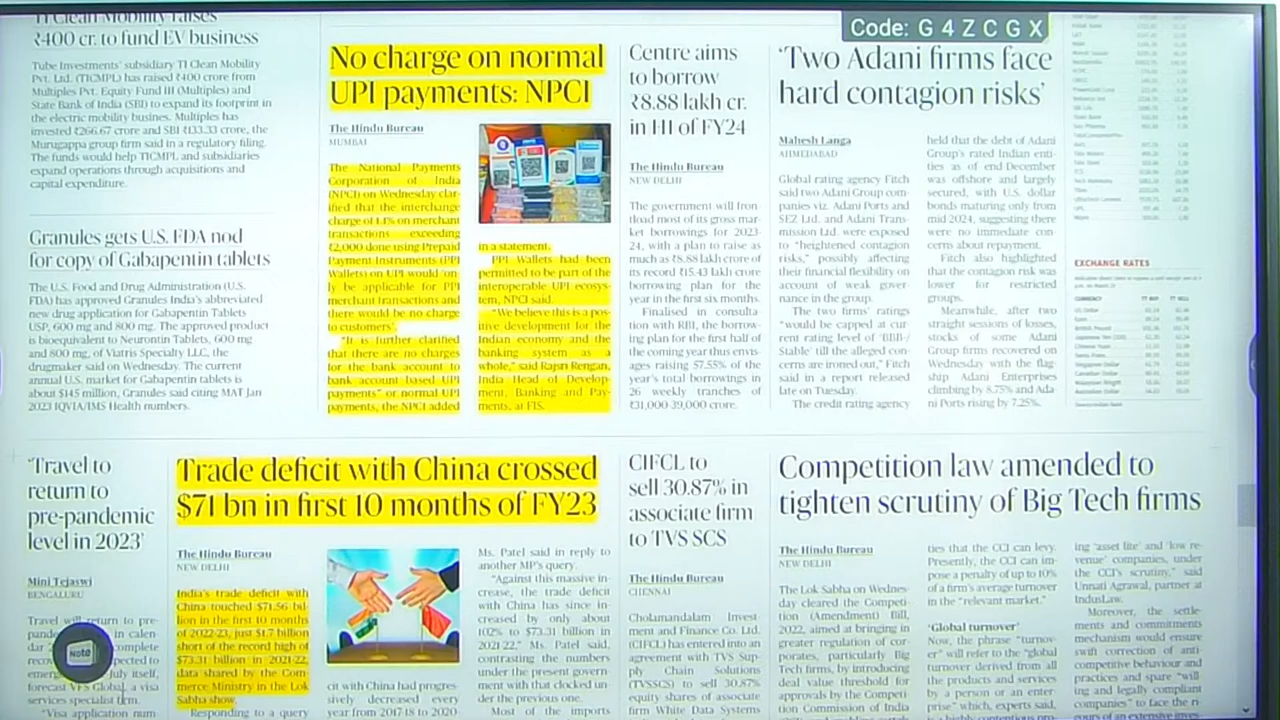 Code: G 4 Z C G X
TI Clean Mobility raises
₹400 cr. to fund EV business
Tube Investments' subsidiary TI Clean Mobility
Pvt. Ltd. (TICMPL) has raised ₹400 crore from
Multiples Pvt. Equity Fund III (Multiples) and
State Bank of India (SBI) to expand its footprint in
the electric mobility business. Multiples has
invested ₹266.67 crore and SBI ₹133.33 crore, the
Murugappa group firm said in a regulatory filing.
The funds would help TICMPL and subsidiaries
expand operations through acquisitions and
capital expenditure.
Granules gets U.S. FDA nod
for copy of Gabapentin tablets
The U.S. Food and Drug Administration (U.S.
FDA) has approved Granules India's abbreviated
new drug application for Gabapentin Tablets
USP, 600 mg and 800 mg. The approved product
is bioequivalent to Neurontin Tablets, 600 mg
and 800 mg, of Viatris Specialty LLC, the
drugmaker said on Wednesday. The current
annual U.S. market for Gabapentin tablets is
about $145 million, Granules said citing MAT Jan
2023 IQVIA/IMS Health numbers.
No charge on normal
UPI payments: NPCI
The Hindu Bureau
MUMBAI
The National Payments
Corporation of India
(NPCI) on Wednesday clar-
ified that the interchange
charge of 1.1% on merchant
transactions exceeding
₹2,000 done using Prepaid
Payment Instruments (PPI
Wallets) on UPI would 'on-
ly be applicable for PPI
merchant transactions and
there would be no charge
to customers'.
"It is further clarified
that there are no charges
for the bank account to
bank account based UPI
payments" or normal UPI
payments, the NPCI added
in a statement.
PPI Wallets had been
permitted to be part of the
interoperable UPI ecosys-
tem, NPCI said.
"We believe this is a pos-
itive development for the
Indian economy and the
banking system as a
whole," said Rajsri Rengan,
India Head of Develop-
ment, Banking and Pay-
ments, at FIS.
Centre aims
to borrow
₹8.88 lakh cr.
in H1 of FY24
The Hindu Bureau
NEW DELHI
The government will fron
tload most of its gross mar-
ket borrowings for 2023-
24, with a plan to raise as
much as ₹8.88 lakh crore of
its record ₹15.43 lakh crore
borrowing plan for the
year in the first six months.
Finalised in consulta-
tion with RBI, the borrow-
ing plan for the first half of
the coming year thus envis-
ages raising 57.55% of the
year's total borrowings in
26 weekly tranches of
₹31,000-39,000 crore.
'Two Adani firms face
hard contagion risks'
Mahesh Langa
AHMEDABAD
Global rating agency Fitch
said two Adani Group com-
panies viz. Adani Ports and
SEZ Ltd. and Adani Trans-
mission Ltd. were exposed
to "heightened contagion
risks," possibly affecting
their financial flexibility on
account of weak gover-
nance in the group.
The two firms' ratings
"would be capped at cur-
rent rating level of 'BBB-/
Stable' till the alleged con-
cerns are ironed out," Fitch
said in a report released
late on Tuesday.
The credit rating agency
held that the debt of Adani
Group's rated Indian enti-
ties as of end December
was offshore and largely
secured, with U.S. dollar
bonds maturing only from
mid 2024, suggesting there
were no immediate con-
cerns about repayment.
Fitch also highlighted
that the contagion risk was
lower for restricted
groups.
Meanwhile, after two
straight sessions of losses,
stocks of some Adani
Group firms recovered on
Wednesday with the flag-
ship Adani Enterprises
climbing by 8.75% and Ada-
ni Ports rising by 7.25%.
EXCHANGE RATES
CURRENCY TT BUY TT SELL
US Dollar
Euro
British Pound
Singapore Dollar
Canadian Dollar
Australian Dollar
'Travel to
return to
pre-pandemic
level in 2023'
Mini Tejaswi
BENGALURU
Travel will return to pre-
Note
forecast VFS Global, a visa
services specialist firm.
"Visa application num
Trade deficit with China crossed
$71 bn in first 10 months of FY23
The Hindu Bureau
NEW DELHI
India's trade deficit with
China touched $71.56 bil-
lion in the first 10 months
of 2022-23, just $1.7 billion
short of the record high of
$73.31 billion in 2021-22,
data shared by the Com-
merce Ministry in the Lok
Sabha show.
Responding to a query
cit with China had progres-
sively decreased every
year from 2017-18 to 2020
Ms. Patel said in reply to
another MP's query.
"Against this massive in-
crease, the trade deficit
with China has since in-
creased by only about
102% to $73.31 billion in
2021-22," Ms. Patel said,
contrasting the numbers
under the present govern-
ment with that clocked un-
der the previous one.
Most of the imports
CIFCL to
sell 30.87% in
associate firm
to TVS SCS
The Hindu Bureau
CHENNAI
Cholamandalam Invest-
ment and Finance Co. Ltd.
(CIFCL) has entered into an
agreement with TVS Sup-
ply Chain Solutions
(TVSSCS) to sell 30.87%
equity shares of associate
firm White Data Systems
Competition law amended to
tighten scrutiny of Big Tech firms
The Hindu Bureau
NEW DELHI
The Lok Sabha on Wednes-
day cleared the Competi-
tion (Amendment) Bill,
2022, aimed at bringing in
greater regulation of cor-
porates, particularly Big
Tech firms, by introducing
deal value threshold for
approvals by the Competi-
tion Commission of India
ties that the CCI can levy.
Presently, the CCI can im-
pose a penalty of up to 10%
of a firm's average turnover
in the "relevant market."
'Global turnover'
Now, the phrase "turnov-
er" will refer to the "global
turnover derived from all
the products and services
by a person or an enter-
prise" which, experts said,
ing 'asset lite' and 'low re-
venue' companies, under
the CCI's scrutiny," said
Unnati Agrawal, partner at
IndusLaw.
Moreover, the settle-
ments and commitments
mechanism would ensure
swift correction of anti-
competitive behaviour and
practices and spare "will-
ing and legally compliant
companies" to face the ri-